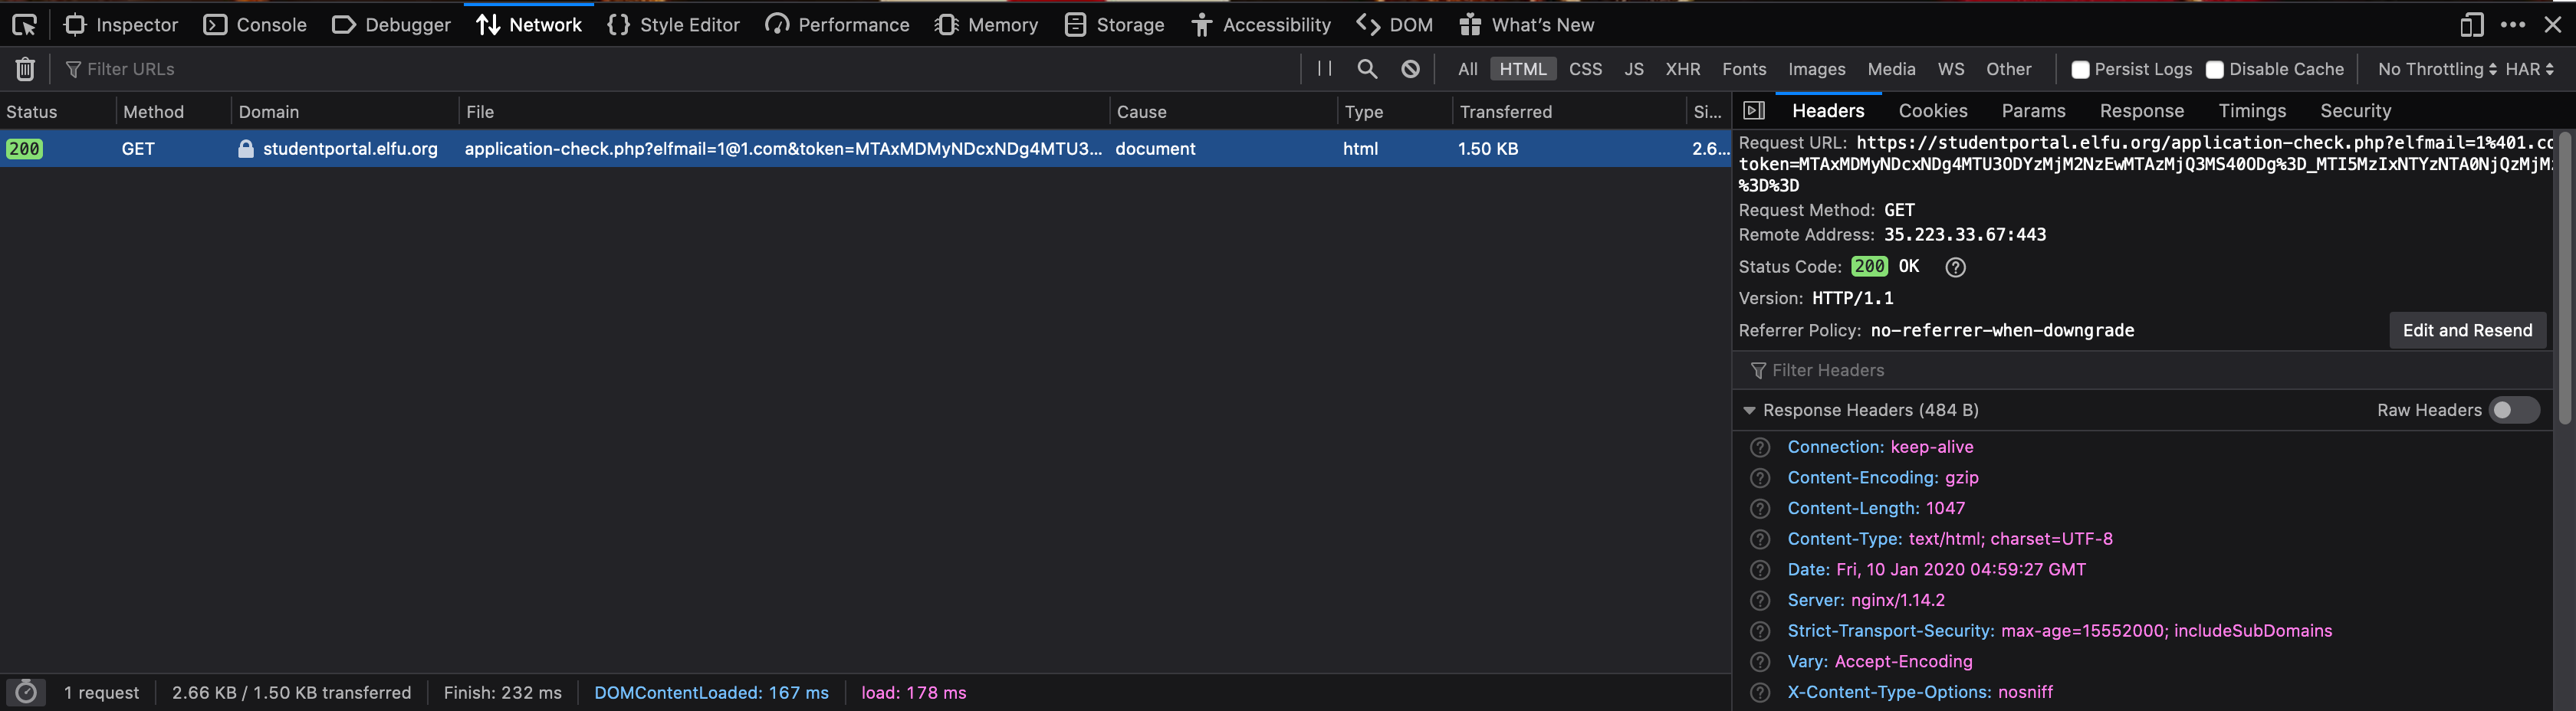 Inspector Console Debugger Network Style Editor Performance Memory Storage Accessibility DOM What's New
Filter URLs All HTML CSS JS XHR Fonts Images Media WS Other Persist Logs Disable Cache No Throttling HAR
Status Method Domain File Cause Type Transferred Si...
200 GET studentportal.elfu.org application-check.php?elfmail=1@1.com&token=MTAxMDMyNDcxNDg4MTU3... document html 1.50 KB 2.6...
Headers Cookies Params Response Timings Security
Request URL: https://studentportal.elfu.org/application-check.php?elfmail=1%401.co
token=MTAxMDMyNDcxNDg4MTU3ODYzMjM2NzEwMTAzMjQ3MS40ODg%3D_MTI5MzIxNTYzNTA0NjQzMjM
%3D%3D
Request Method: GET
Remote Address: 35.223.33.67:443
Status Code: 200 OK
Version: HTTP/1.1
Referrer Policy: no-referrer-when-downgrade Edit and Resend
Filter Headers
Response Headers (484 B) Raw Headers
Connection: keep-alive
Content-Encoding: gzip
Content-Length: 1047
Content-Type: text/html; charset=UTF-8
Date: Fri, 10 Jan 2020 04:59:27 GMT
Server: nginx/1.14.2
Strict-Transport-Security: max-age=15552000; includeSubDomains
Vary: Accept-Encoding
X-Content-Type-Options: nosniff
1 request 2.66 KB / 1.50 KB transferred Finish: 232 ms DOMContentLoaded: 167 ms load: 178 ms